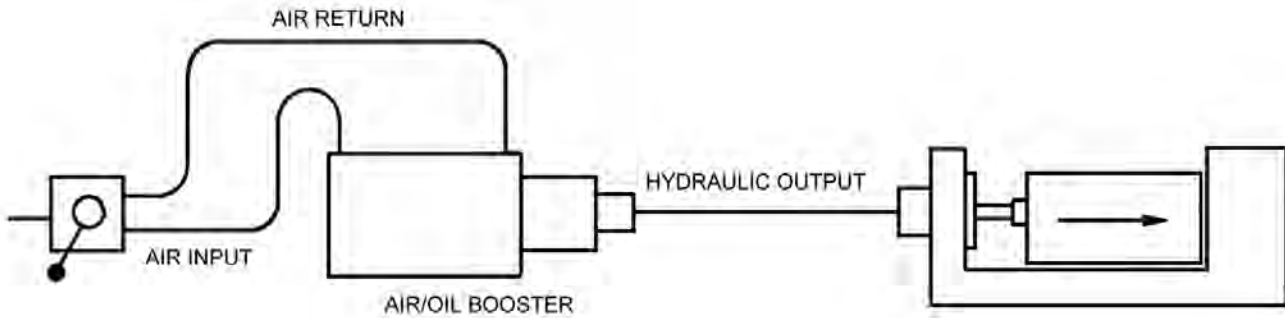 AIR RETURN
HYDRAULIC OUTPUT
AIR INPUT
AIR/OIL BOOSTER